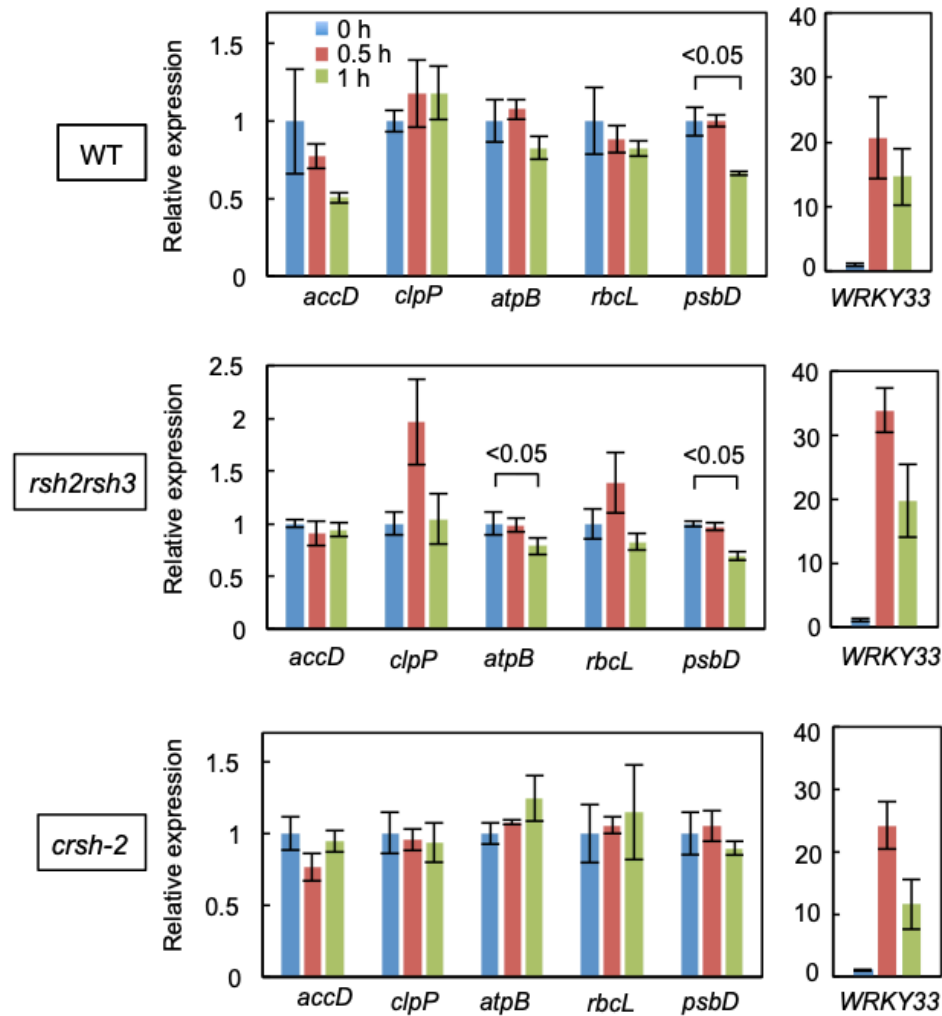 WT
Relative expression
1.5
1
0.5
0
0 h
0.5 h
1 h
<0.05
accD
clpP
atpB
rbcL
psbD
40
30
20
10
0
WRKY33
rsh2rsh3
Relative expression
2.5
2
1.5
1
0.5
0
<0.05
<0.05
accD
clpP
atpB
rbcL
psbD
40
30
20
10
0
WRKY33
crsh-2
Relative expression
1.5
1
0.5
0
accD
clpP
atpB
rbcL
psbD
40
30
20
10
0
WRKY33